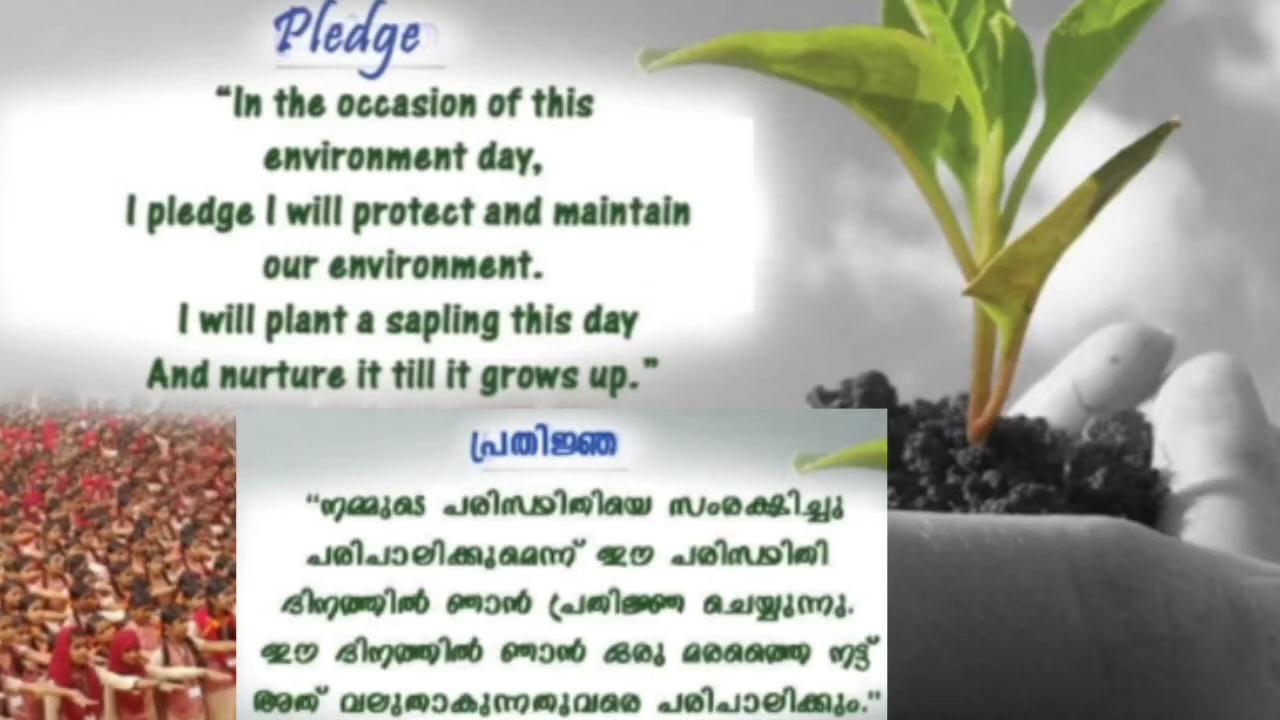 Pledge
“In the occasion of this
environment day,
I pledge I will protect and maintain
our environment.
I will plant a sapling this day
And nurture it till it grows up.”
പ്രതിജ്ഞ
“നമ്മുടെ പരിസ്ഥിതിയെ സംരക്ഷിച്ചു
പരിപാലിക്കുമെന്ന് ഈ പരിസ്ഥിതി
ദിനത്തിൽ ഞാൻ പ്രതിജ്ഞ ചെയ്യുന്നു.
ഈ ദിനത്തിൽ ഞാൻ ഒരു മരത്തെ നട്ട്
അത് വലുതാകുന്നതുവരെ പരിപാലിക്കും.”